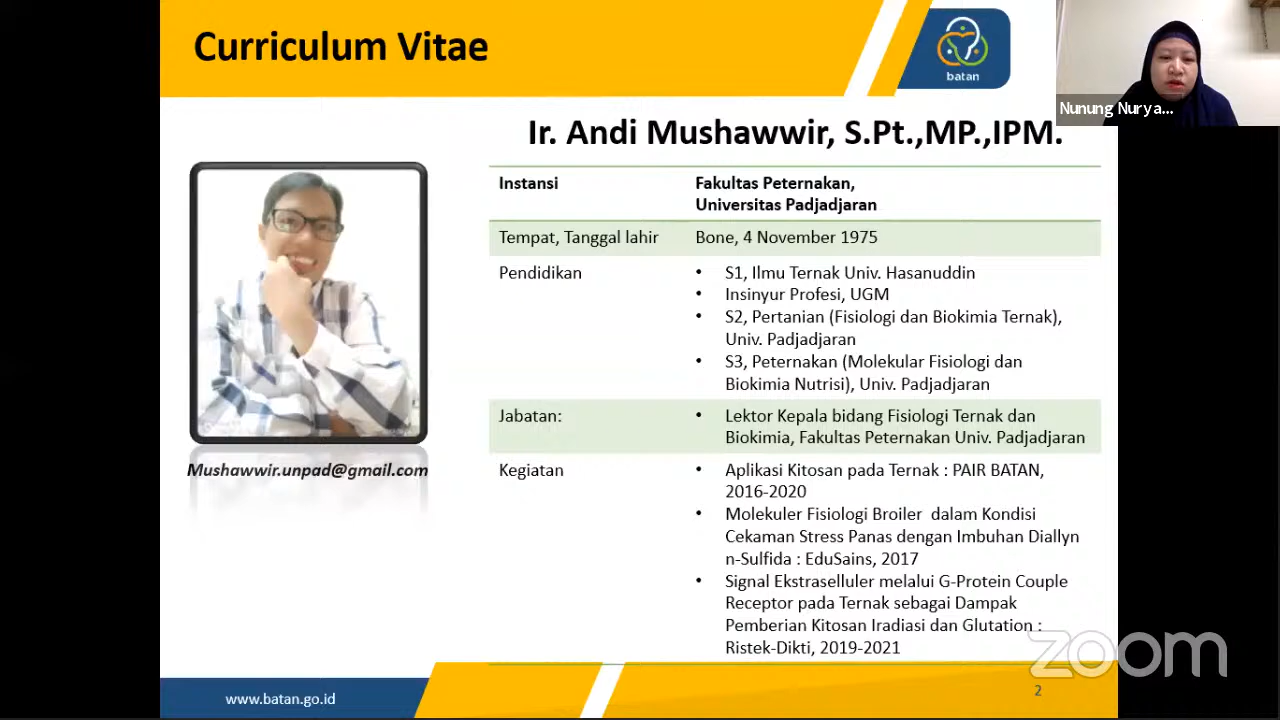 Curriculum Vitae
batan
Nunung Nurya...
Ir. Andi Mushawwir, S.Pt.,MP.,IPM.
Instansi
Fakultas Peternakan,
Universitas Padjadjaran
Tempat, Tanggal lahir
Bone, 4 November 1975
Pendidikan
• S1, Ilmu Ternak Univ. Hasanuddin
• Insinyur Profesi, UGM
• S2, Pertanian (Fisiologi dan Biokimia Ternak),
Univ. Padjadjaran
• S3, Peternakan (Molekular Fisiologi dan
Biokimia Nutrisi), Univ. Padjadjaran
Jabatan:
• Lektor Kepala bidang Fisiologi Ternak dan
Biokimia, Fakultas Peternakan Univ. Padjadjaran
Mushawwir.unpad@gmail.com
Kegiatan
• Aplikasi Kitosan pada Ternak : PAIR BATAN,
2016-2020
• Molekuler Fisiologi Broiler dalam Kondisi
Cekaman Stress Panas dengan Imbuhan Diallyn
n-Sulfida : EduSains, 2017
• Signal Ekstraselluler melalui G-Protein Couple
Receptor pada Ternak sebagai Dampak
Pemberian Kitosan Iradiasi dan Glutation :
Ristek-Dikti, 2019-2021
zoom
www.batan.go.id
2